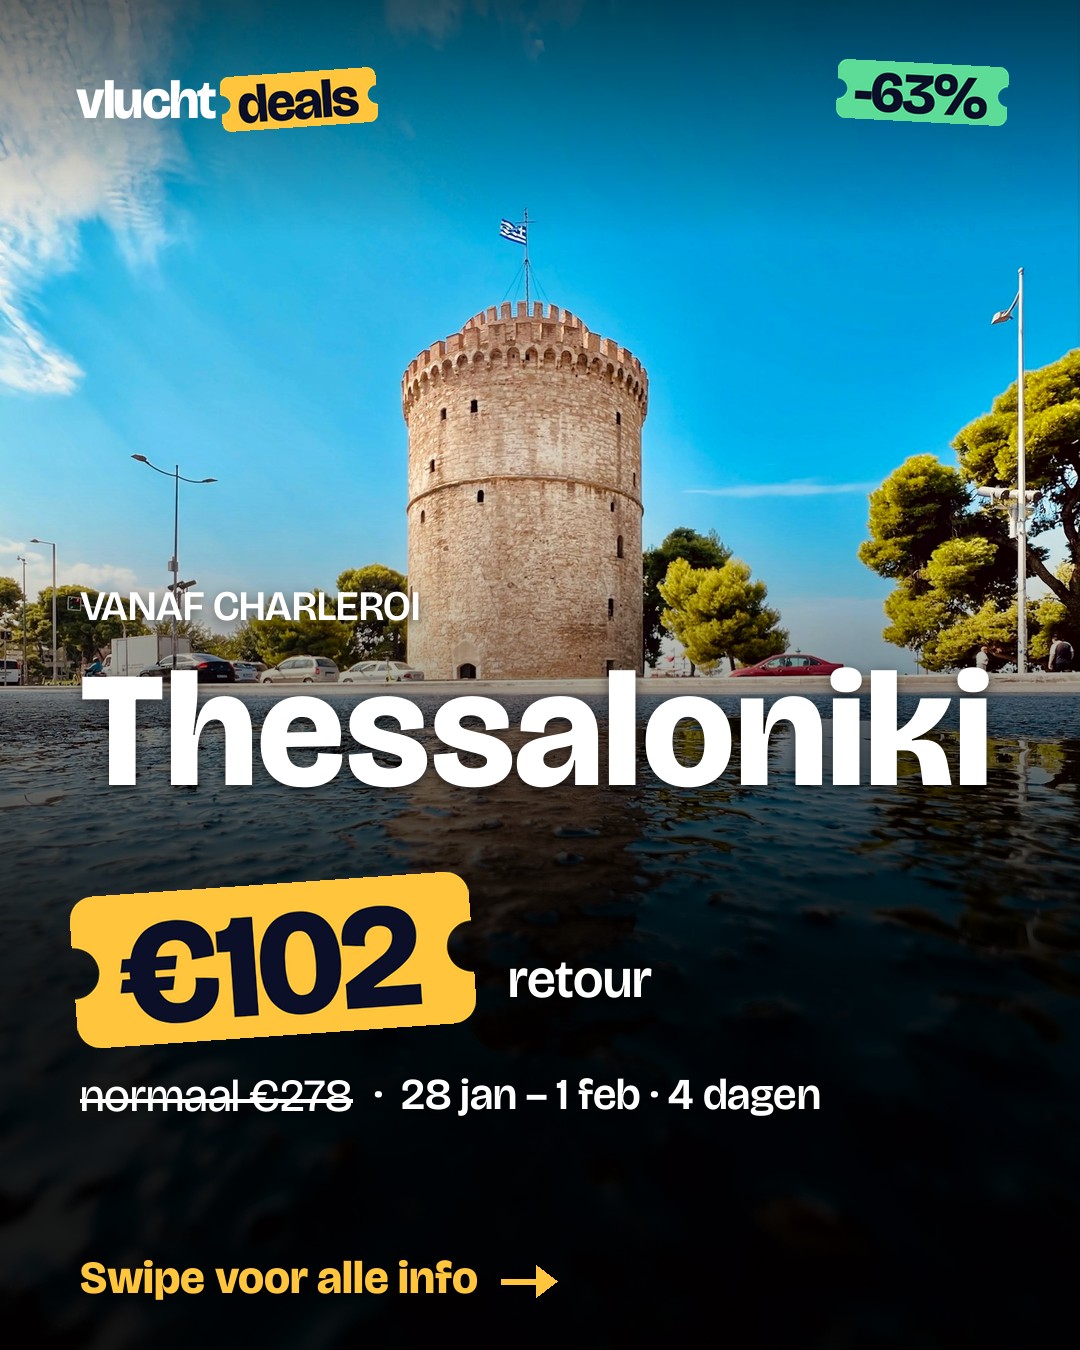 vlucht deals
-63%
VANAF CHARLEROI
Thessaloniki
€102 retour
normaal €278 · 28 jan – 1 feb · 4 dagen
Swipe voor alle info →